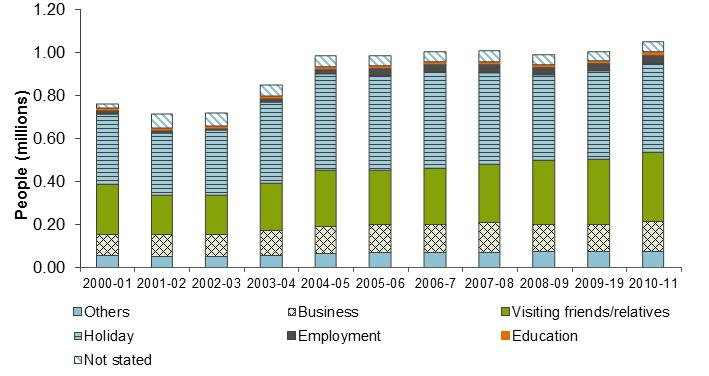 1.20
1.00
0.80
0.60
0.40
0.20
0.00
People (millions)
2000-01 2001-02 2002-03 2003-04 2004-05 2005-06 2006-7 2007-08 2008-09 2009-19 2010-11
Others Business Visiting friends/relatives
Holiday Employment Education
Not stated